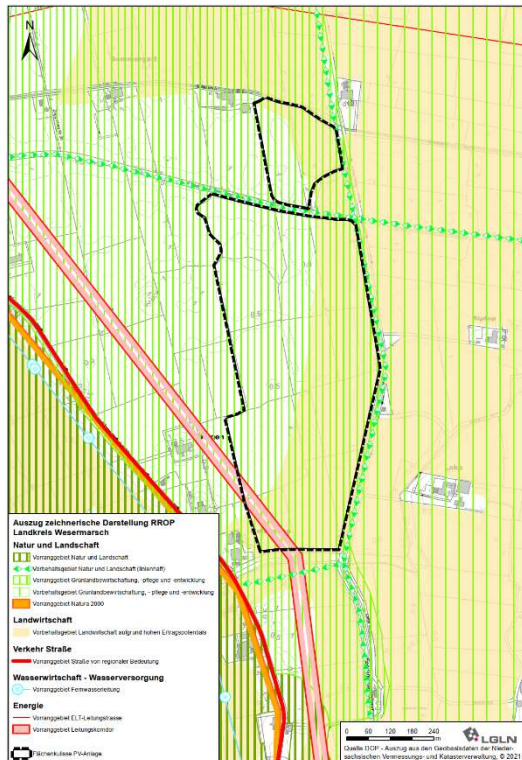 N
0.5
0.5
Auszug zeichnerische Darstellung RROP
Landkreis Wesermarsch
Natur und Landschaft
Vorranggebiet Natur und Landschaft
Vorbehaltsgebiet Natur und Landschaft (linienhaft)
Vorranggebiet Grünlandbewirtschaftung, -pflege und -entwicklung
Vorbehaltsgebiet Grünlandbewirtschaftung, - pflege und -entwicklung
Vorranggebiet Natura 2000
Landwirtschaft
Vorbehaltsgebiet Landwirtschaft aufgrund hohen Ertragspotentials
Verkehr Straße
Vorranggebiet Straße von regionaler Bedeutung
Wasserwirtschaft - Wasserversorgung
Vorranggebiet Fernwasserleitung
Energie
Vorranggebiet ELT-Leitungstrasse
Vorranggebiet Leitungskorridor
Flächenkulisse PV-Anlage
0 60 120 180 240
m
LGLN
Quelle DOP - Auszug aus den Geobasisdaten der Nieder-
sächsischen Vermessungs- und Katasterverwaltung, © 2021